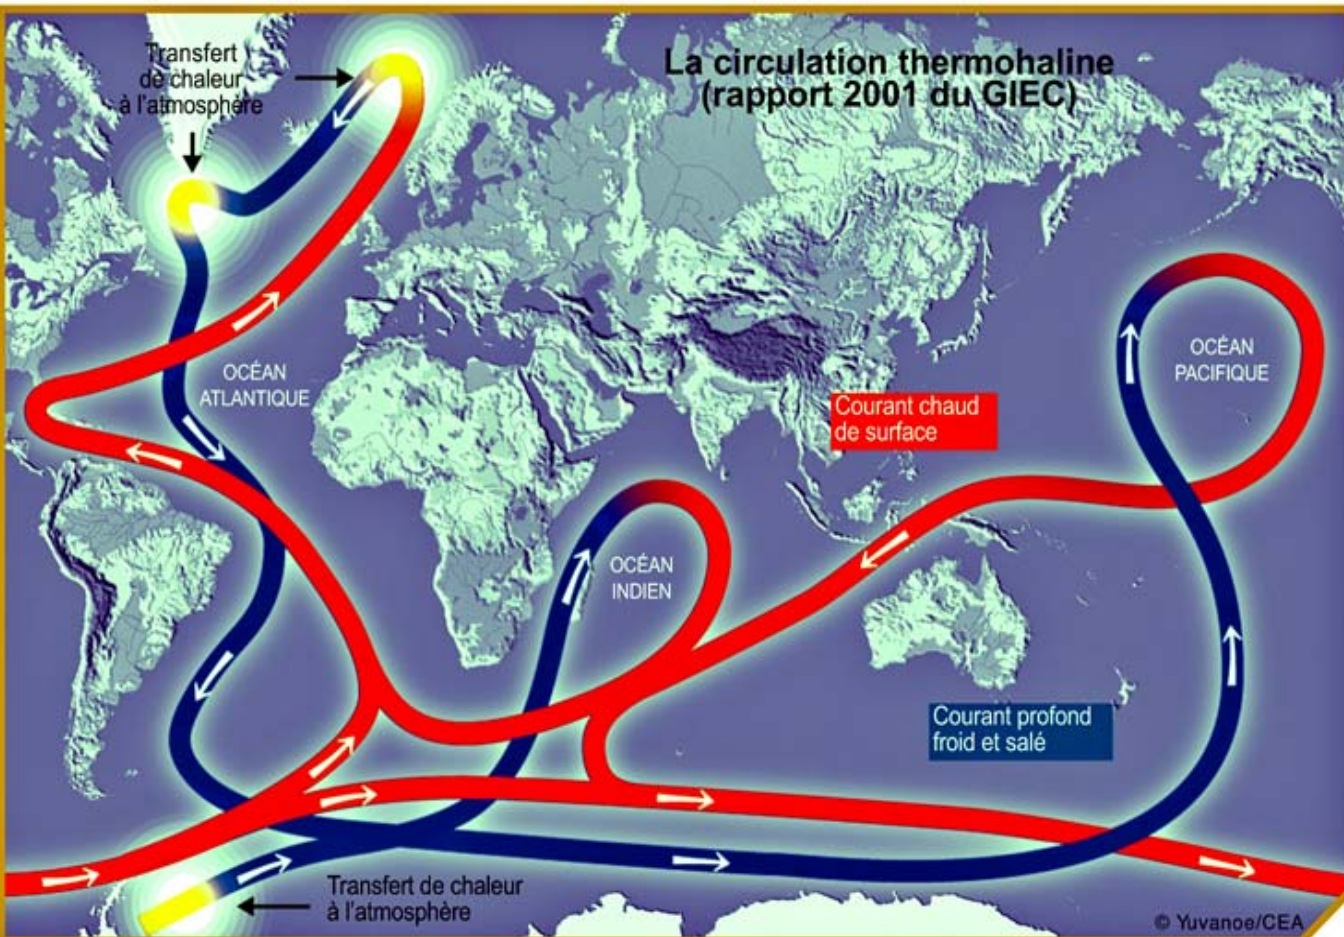 La circulation thermohaline
(rapport 2001 du GIEC)
Transfert
de chaleur
à l'atmosphère
OCÉAN
ATLANTIQUE
OCÉAN
PACIFIQUE
Courant chaud
de surface
OCÉAN
INDIEN
Courant profond
froid et salé
Transfert de chaleur
à l'atmosphère
© Yuvanoe/CEA